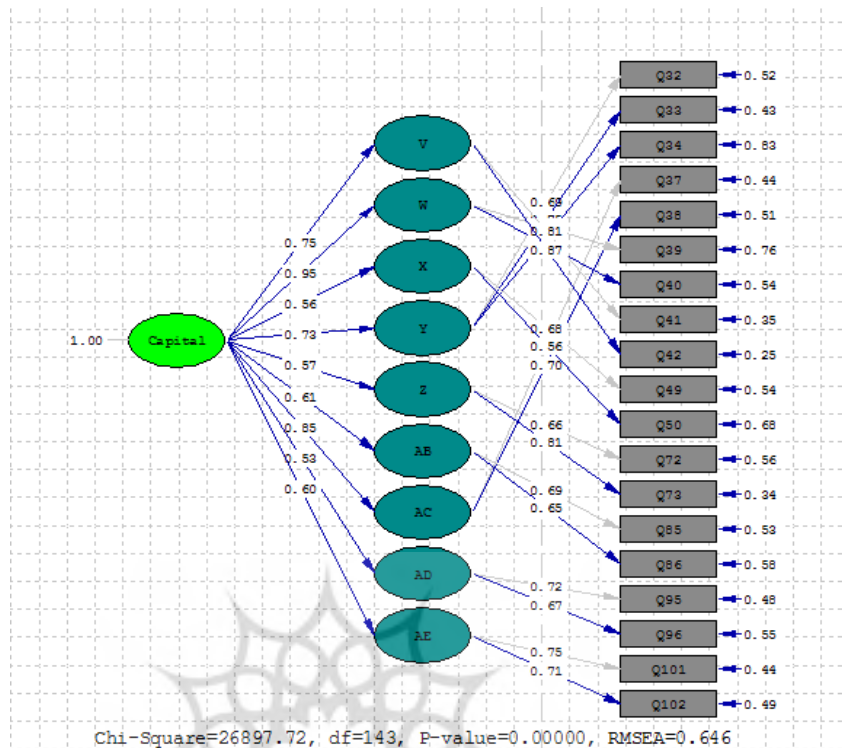 Q32 0.52
Q33 0.43
V Q34 0.83
Q37 0.44
W 0.69 Q38 0.51
0.81 Q39 0.76
0.75 0.87 Q40 0.54
0.95 X Q41 0.35
0.56 0.68 Q42 0.25
1.00 Capital 0.73 Y 0.56 Q49 0.54
0.57 0.70 Q50 0.68
0.61 Z 0.66 Q72 0.56
0.85 0.81 Q73 0.34
0.53 AB 0.69 Q85 0.53
0.60 0.65 Q86 0.58
AC Q95 0.48
AD 0.72 Q96 0.55
0.67
AE 0.75 Q101 0.44
0.71 Q102 0.49
Chi-Square=26897.72, df=143, P-value=0.00000, RMSEA=0.646